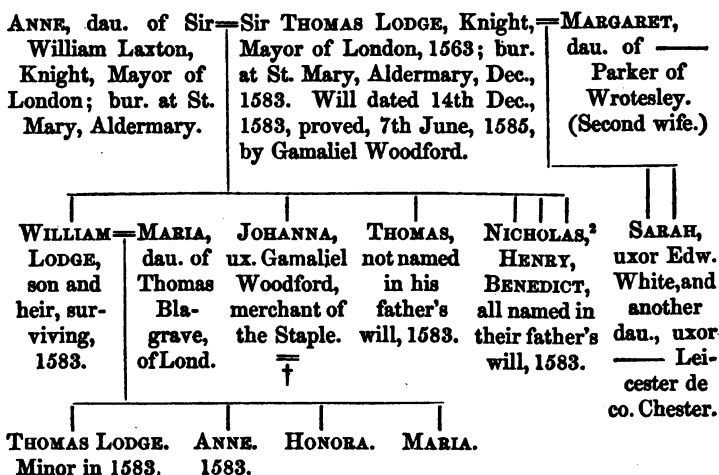 ANNE, dau. of Sir
William Laxton,
Knight, Mayor of
London; bur. at St.
Mary, Aldermary.
Sir THOMAS LODGE, Knight,
Mayor of London, 1563; bur.
at St. Mary, Aldermary, Dec.,
1583. Will dated 14th Dec.,
1583, proved, 7th June, 1585,
by Gamaliel Woodford.
MARGARET,
dau. of ——
Parker of
Wrotesley.
(Second wife.)
WILLIAM
LODGE,
son and
heir, sur-
viving,
1583.
MARIA,
dau. of
Thomas
Bla-
grave,
of Lond.
JOHANNA,
ux. Gamaliel
Woodford,
merchant of
the Staple.
†
THOMAS,
not named
in his
father's
will, 1583.
NICHOLAS,²
HENRY,
BENEDICT,
all named in
their father's
will, 1583.
SARAH,
uxor Edw.
White, and
another
dau., uxor
—— Lei-
cester de
co. Chester.
THOMAS LODGE.
Minor in 1583.
ANNE.
1583.
HONORA.
MARIA.